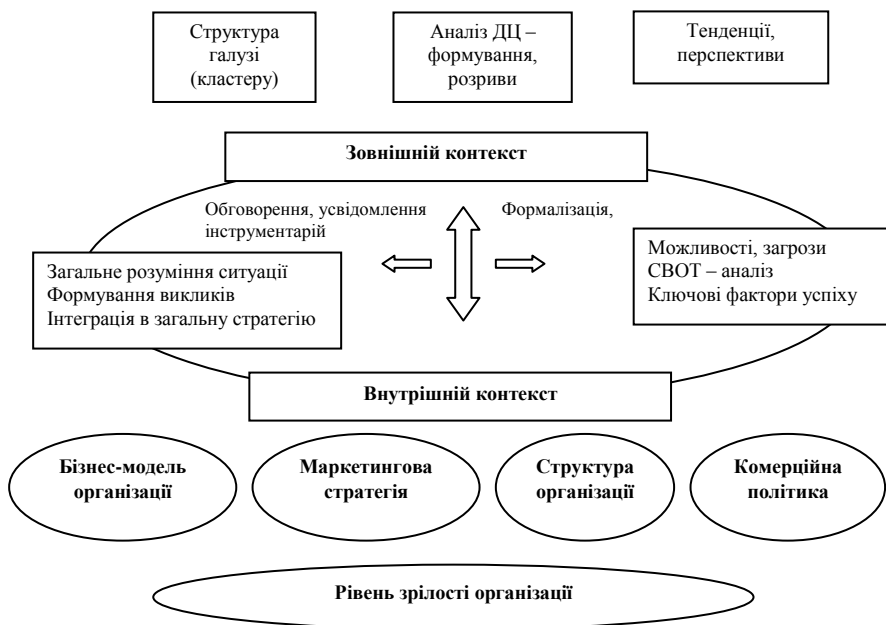 Структура
галузі
(кластеру)
Аналіз ДЦ –
формування,
розриви
Тенденції,
перспективи
Зовнішній контекст
Обговорення, усвідомлення
інструментарій
Формалізація,
Загальне розуміння ситуації
Формування викликів
Інтеграція в загальну стратегію
Можливості, загрози
СВОТ – аналіз
Ключові фактори успіху
Внутрішній контекст
Бізнес-модель
організації
Маркетингова
стратегія
Структура
організації
Комерційна
політика
Рівень зрілості організації